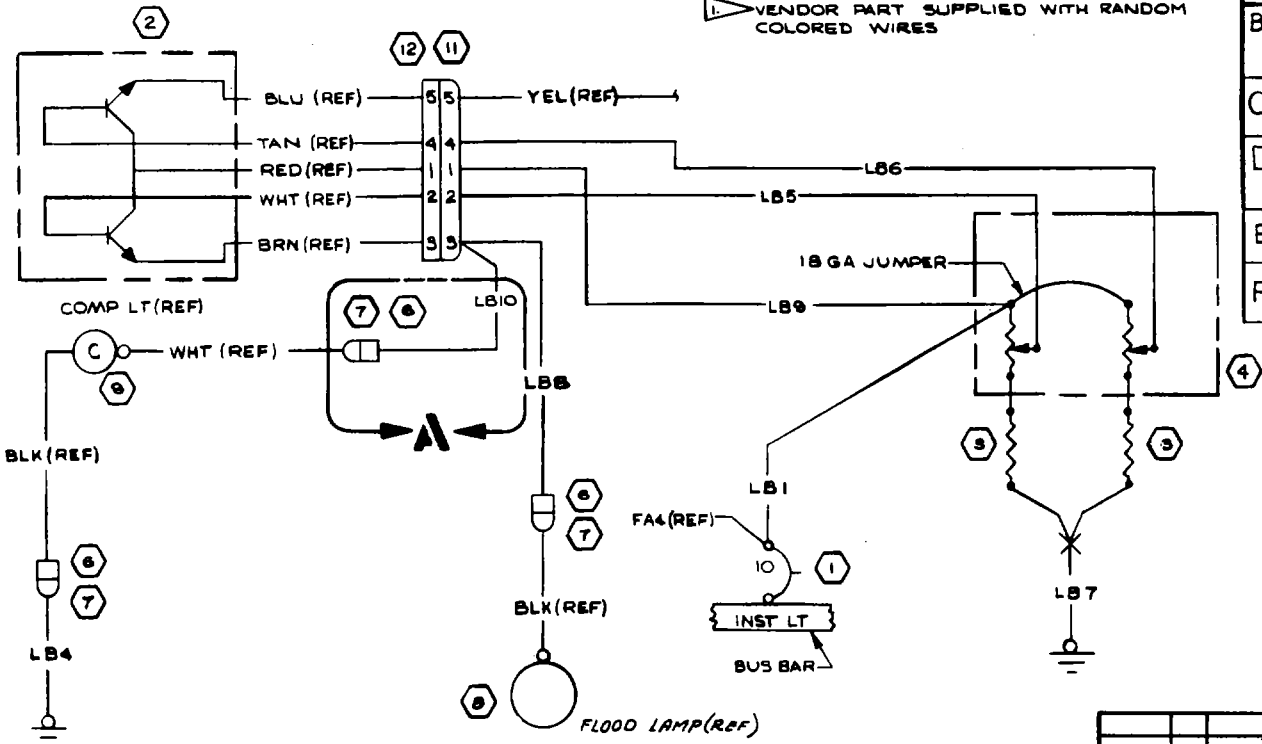 1. VENDOR PART SUPPLIED WITH RANDOM
COLORED WIRES
2
12 11
BLU (REF) 5 5 YEL (REF)
TAN (REF) 4 4 LB6
RED (REF) 1 1
WHT (REF) 2 2 LB5
BRN (REF) 3 3
18 GA JUMPER
LB10
LB9
COMP LT (REF)
7 6
C
WHT (REF)
9
LB8
4
A
BLK (REF)
3 3
LB1
6
7
FA4 (REF)
10
1
6
7
BLK (REF)
INST LT
LB7
LB4
BUS BAR
8
FLOOD LAMP (REF)